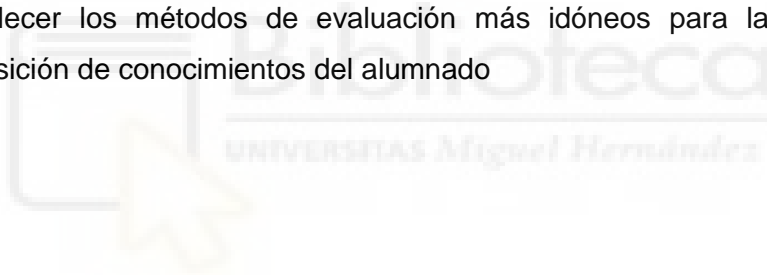 lecer los métodos de evaluación más idóneos para la
sición de conocimientos del alumnado
Biblioteca
UNIVERSITAS Miguel Hernández